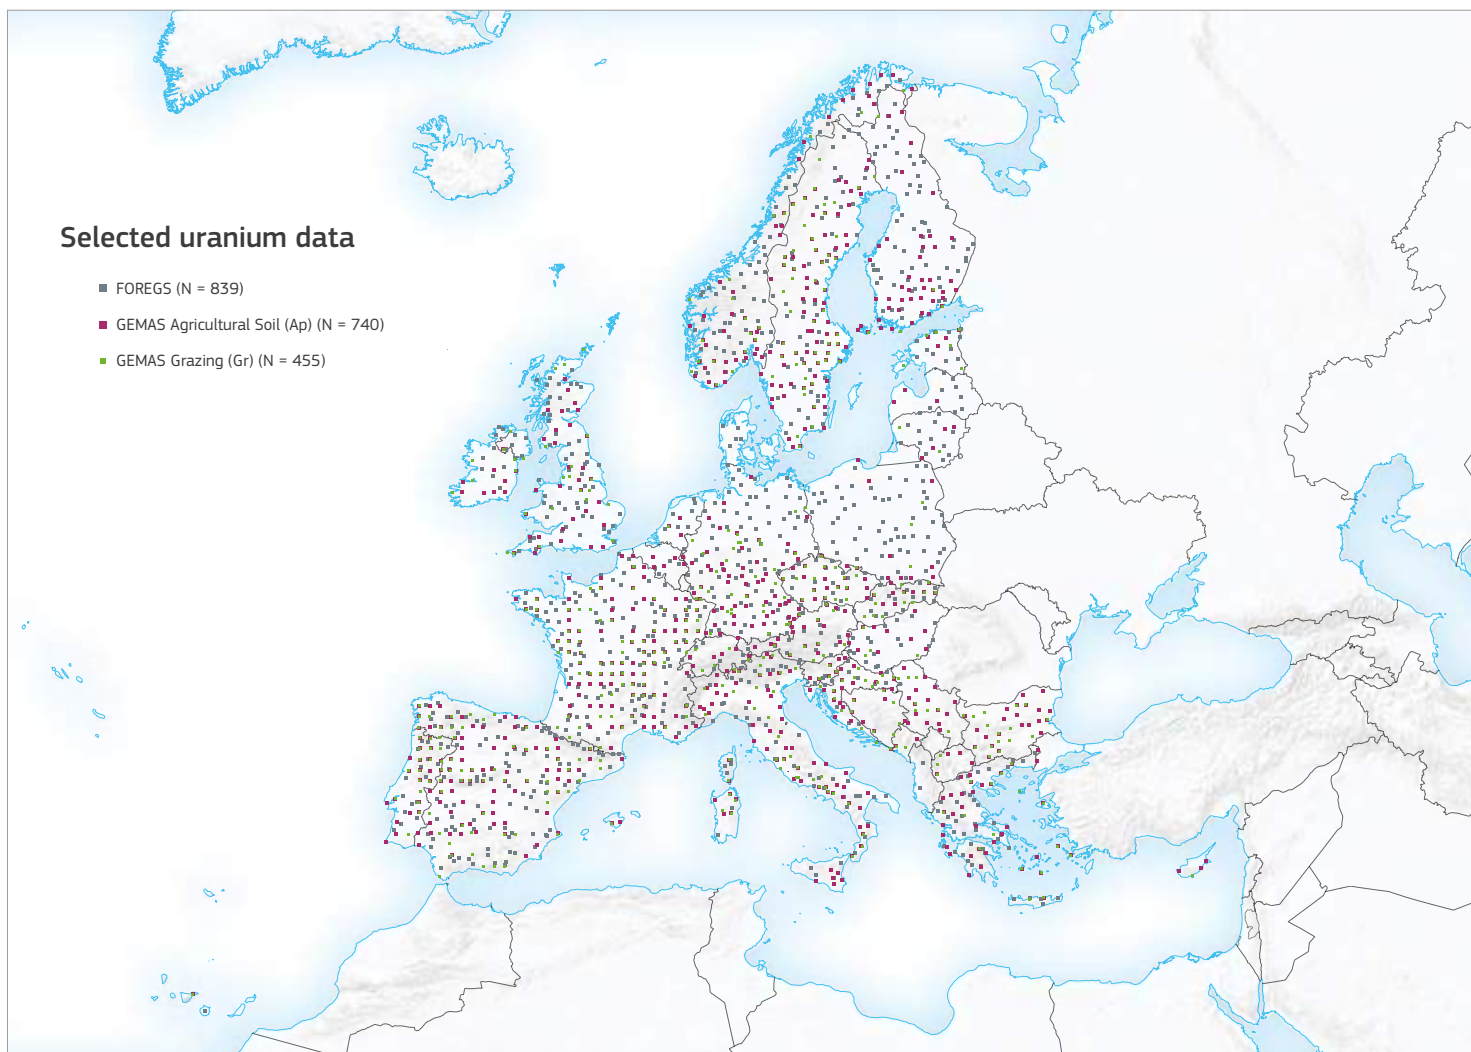 Selected uranium data
FOREGS (N = 839)
GEMAS Agricultural Soil (Ap) (N = 740)
GEMAS Grazing (Gr) (N = 455)